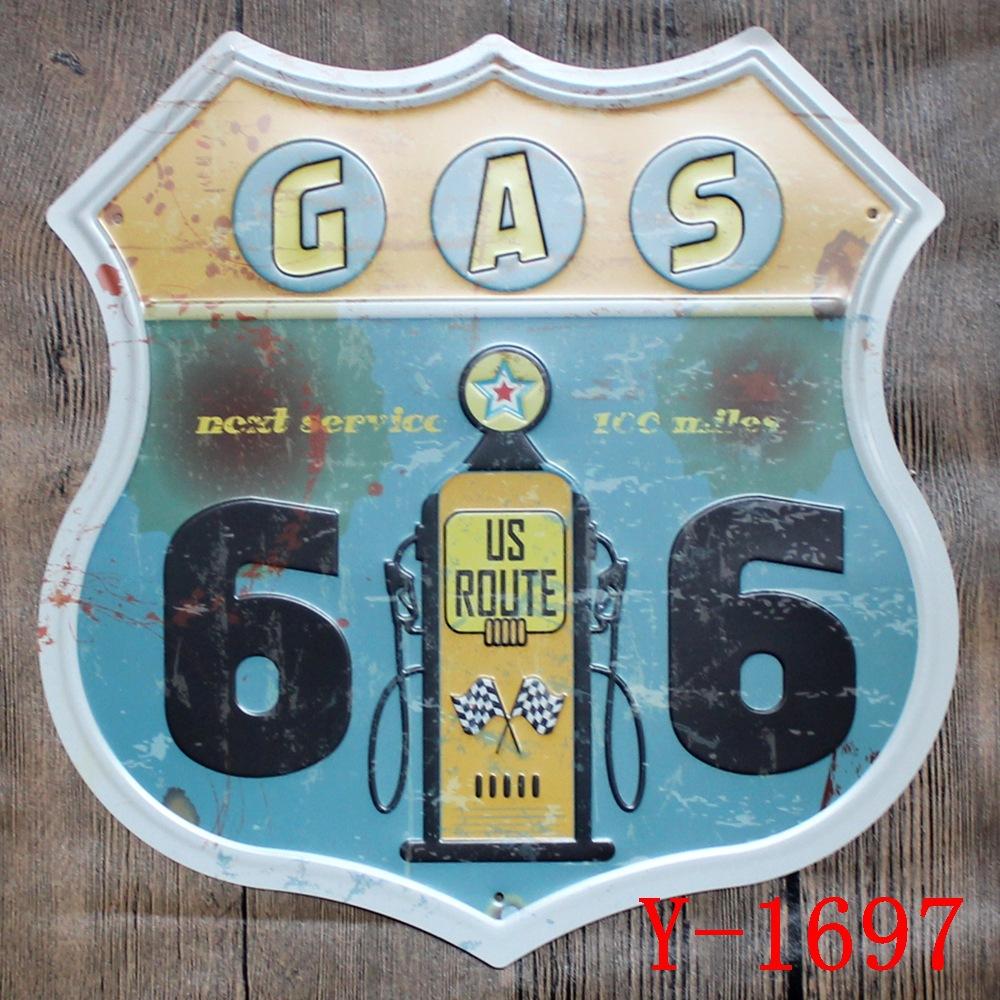 GAS
next service 100 miles
US
ROUTE
6 6
Y-1697